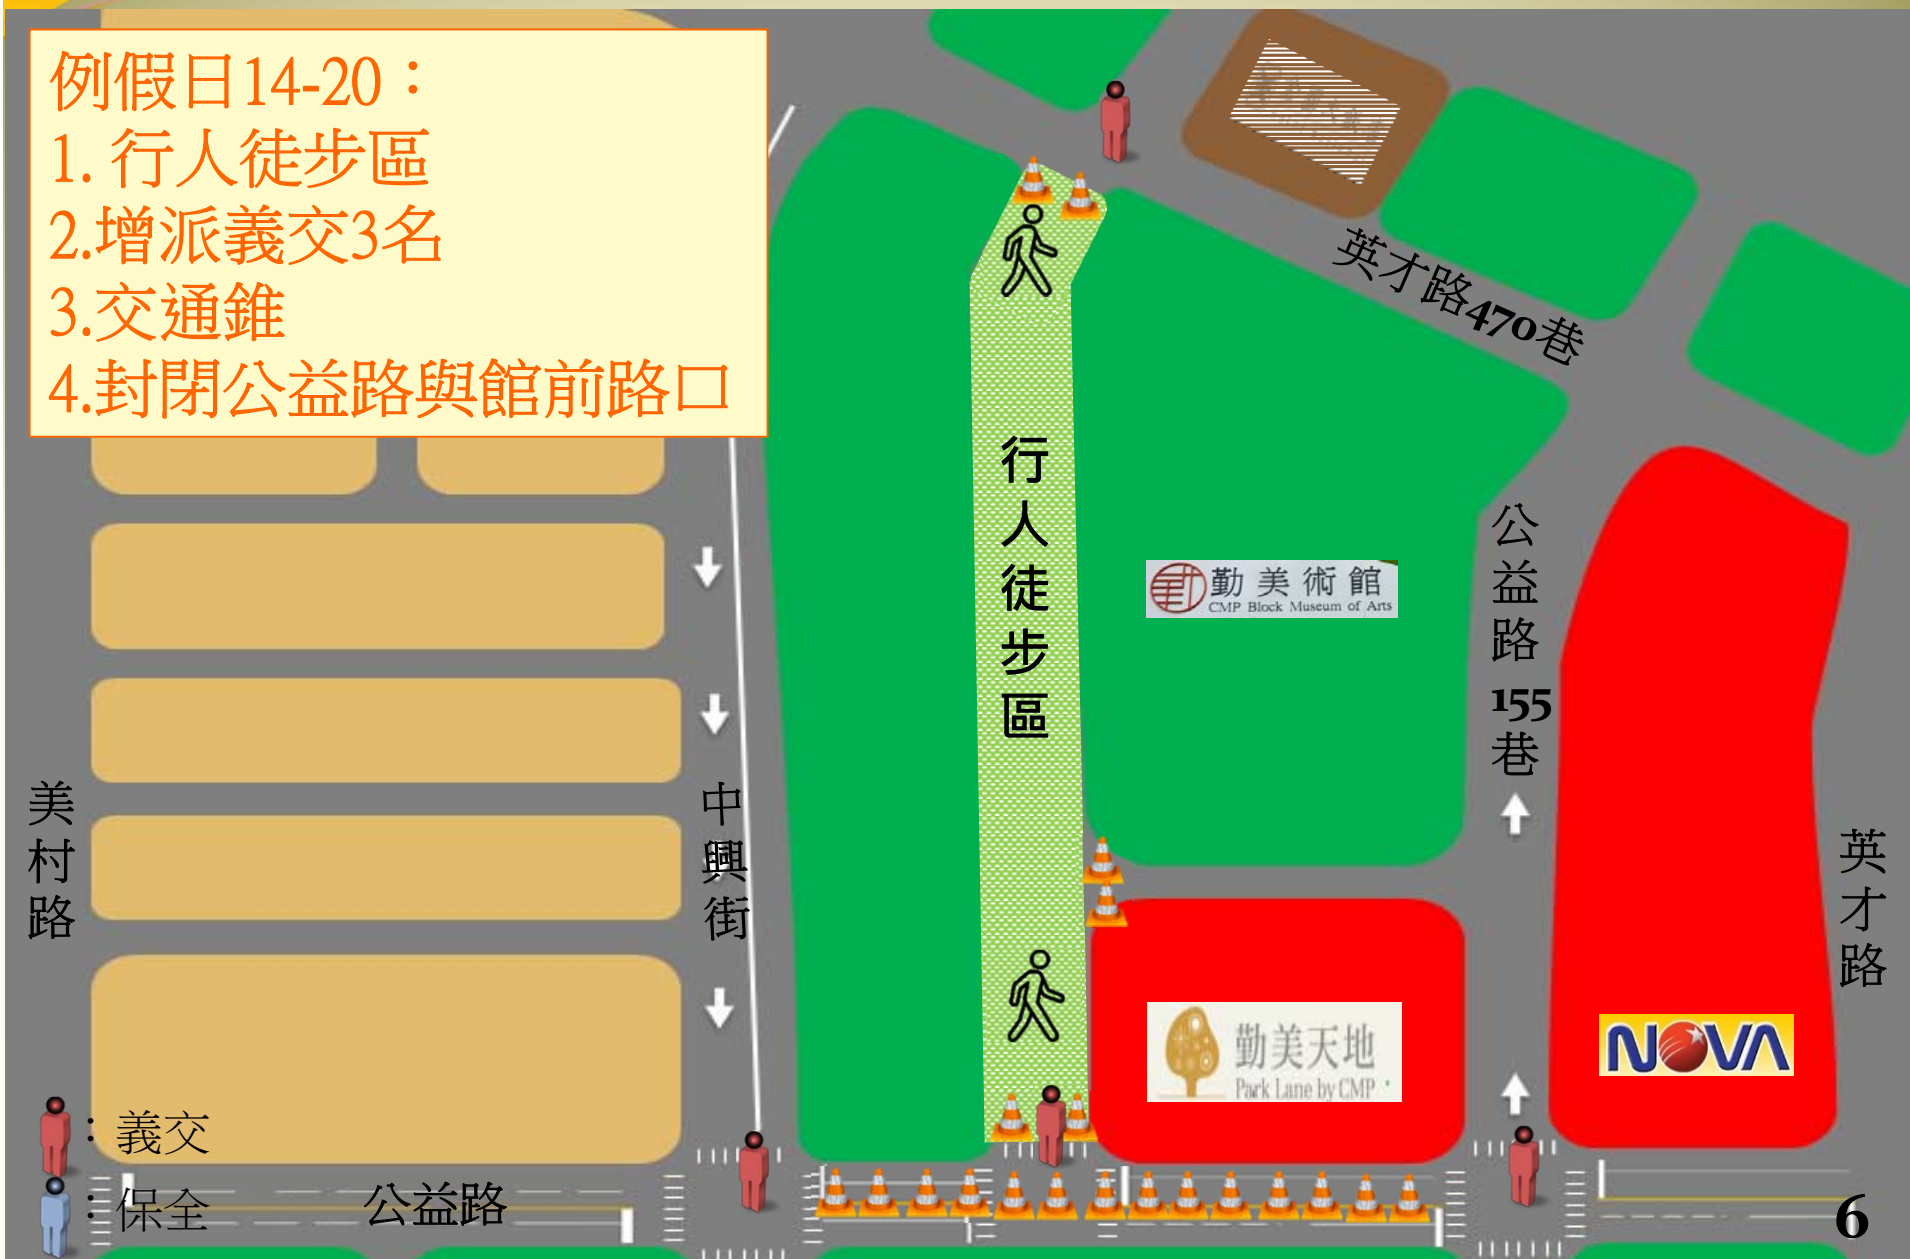 例假日14-20：
1. 行人徒步區
2.增派義交3名
3.交通錐
4.封閉公益路與館前路口
英才路470巷
行人徒步區
勤美術館
CMP Block Museum of Arts
公益路155巷
美村路
中興街
英才路
勤美天地
Park Lane by CMP
NOVA
：義交
：保全
公益路
6